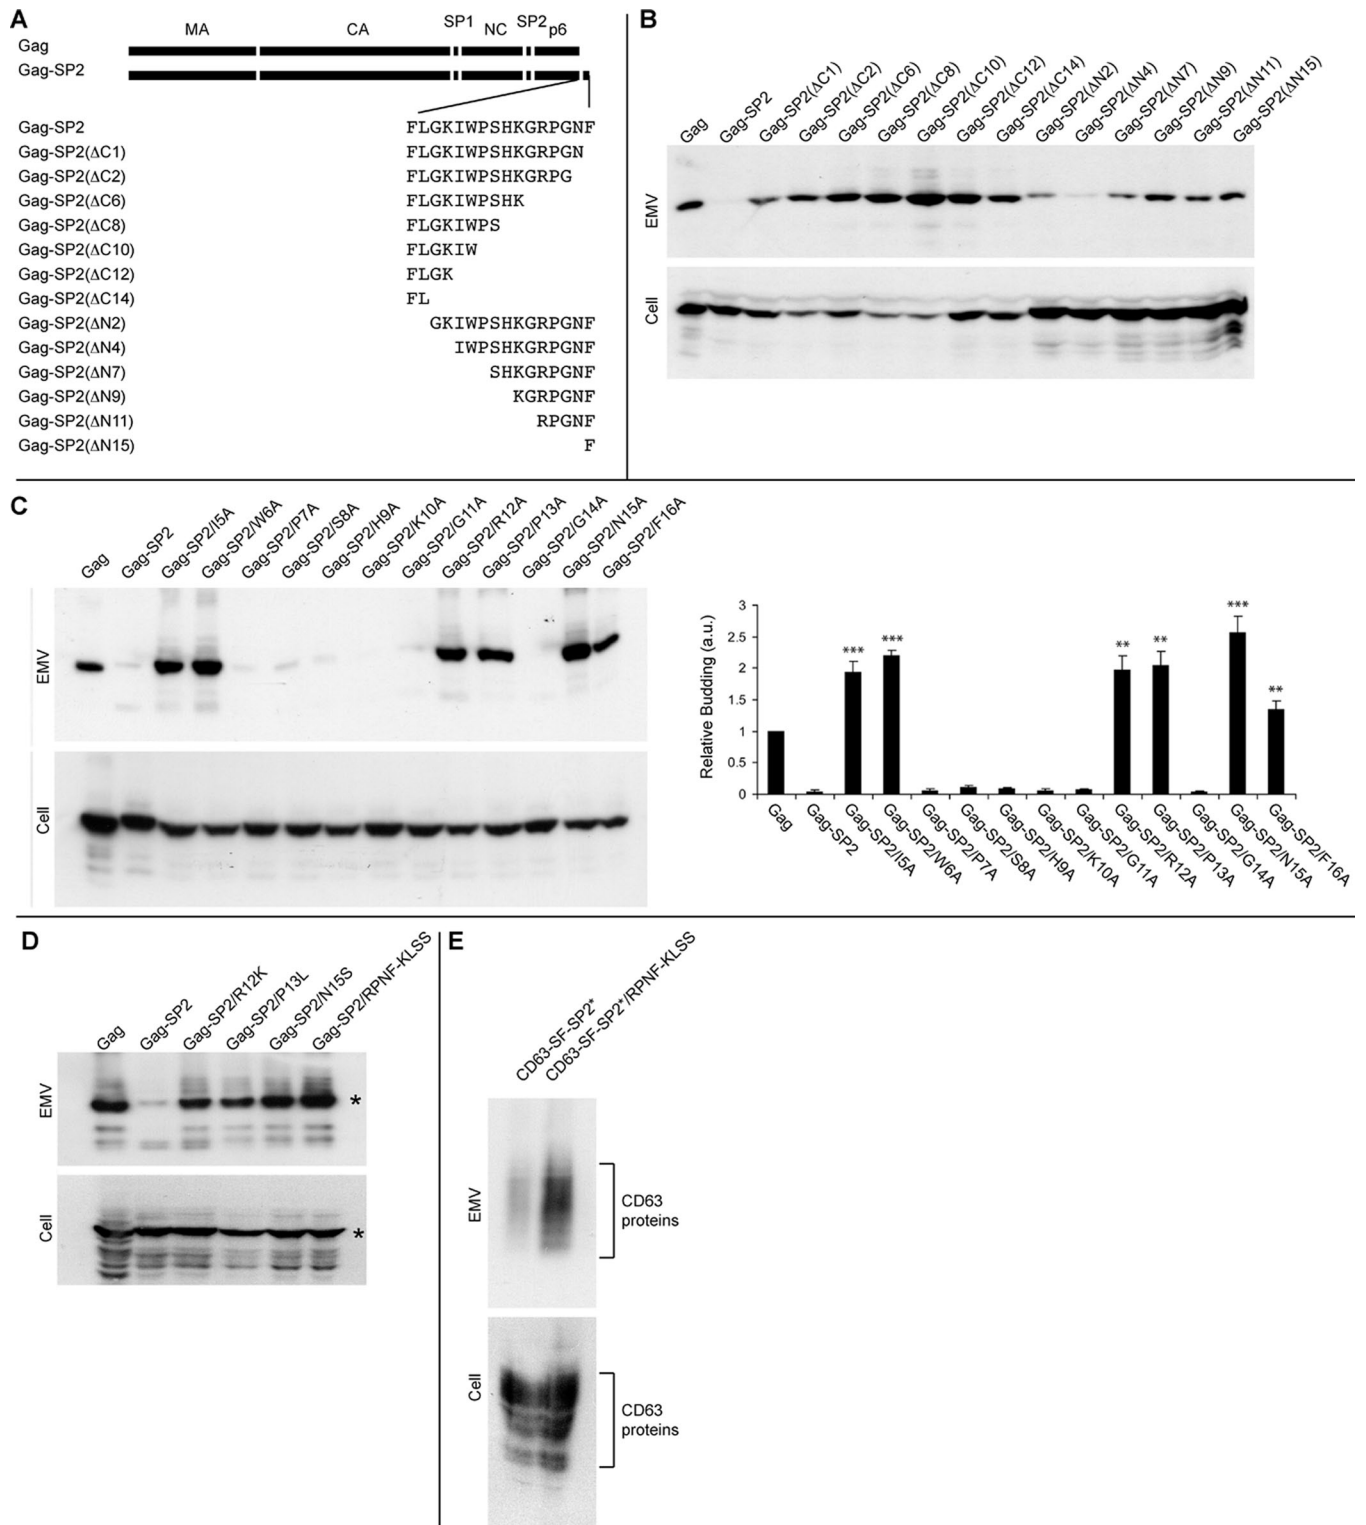 A
MA CA SP1 NC SP2 p6
Gag
Gag-SP2
Gag-SP2 FLGKIWPSHKGRPGNF
Gag-SP2(ΔC1) FLGKIWPSHKGRPGN
Gag-SP2(ΔC2) FLGKIWPSHKGRPG
Gag-SP2(ΔC6) FLGKIWPSHK
Gag-SP2(ΔC8) FLGKIWPS
Gag-SP2(ΔC10) FLGKIW
Gag-SP2(ΔC12) FLGK
Gag-SP2(ΔC14) FL
Gag-SP2(ΔN2) GKIWPSHKGRPGNF
Gag-SP2(ΔN4) IWPSHKGRPGNF
Gag-SP2(ΔN7) SHKGRPGNF
Gag-SP2(ΔN9) KGRPGNF
Gag-SP2(ΔN11) RPGNF
Gag-SP2(ΔN15) F
B
Gag
Gag-SP2
Gag-SP2(ΔC1)
Gag-SP2(ΔC2)
Gag-SP2(ΔC6)
Gag-SP2(ΔC8)
Gag-SP2(ΔC10)
Gag-SP2(ΔC12)
Gag-SP2(ΔC14)
Gag-SP2(ΔN2)
Gag-SP2(ΔN4)
Gag-SP2(ΔN7)
Gag-SP2(ΔN9)
Gag-SP2(ΔN11)
Gag-SP2(ΔN15)
EMV
Cell
C
Gag
Gag-SP2
Gag-SP2/I5A
Gag-SP2/W6A
Gag-SP2/P7A
Gag-SP2/S8A
Gag-SP2/H9A
Gag-SP2/K10A
Gag-SP2/G11A
Gag-SP2/R12A
Gag-SP2/P13A
Gag-SP2/G14A
Gag-SP2/N15A
Gag-SP2/F16A
EMV
Cell
Relative Budding (a.u.)
3
2.5
2
1.5
1
0.5
0
***
***
**
**
***
**
Gag
Gag-SP2
Gag-SP2/I5A
Gag-SP2/W6A
Gag-SP2/P7A
Gag-SP2/S8A
Gag-SP2/H9A
Gag-SP2/K10A
Gag-SP2/G11A
Gag-SP2/R12A
Gag-SP2/P13A
Gag-SP2/G14A
Gag-SP2/N15A
Gag-SP2/F16A
D
Gag
Gag-SP2
Gag-SP2/R12K
Gag-SP2/P13L
Gag-SP2/N15S
Gag-SP2/RPNF-KLSS
EMV
*
Cell
*
E
CD63-SF-SP2*
CD63-SF-SP2*/RPNF-KLSS
EMV
CD63
proteins
Cell
CD63
proteins